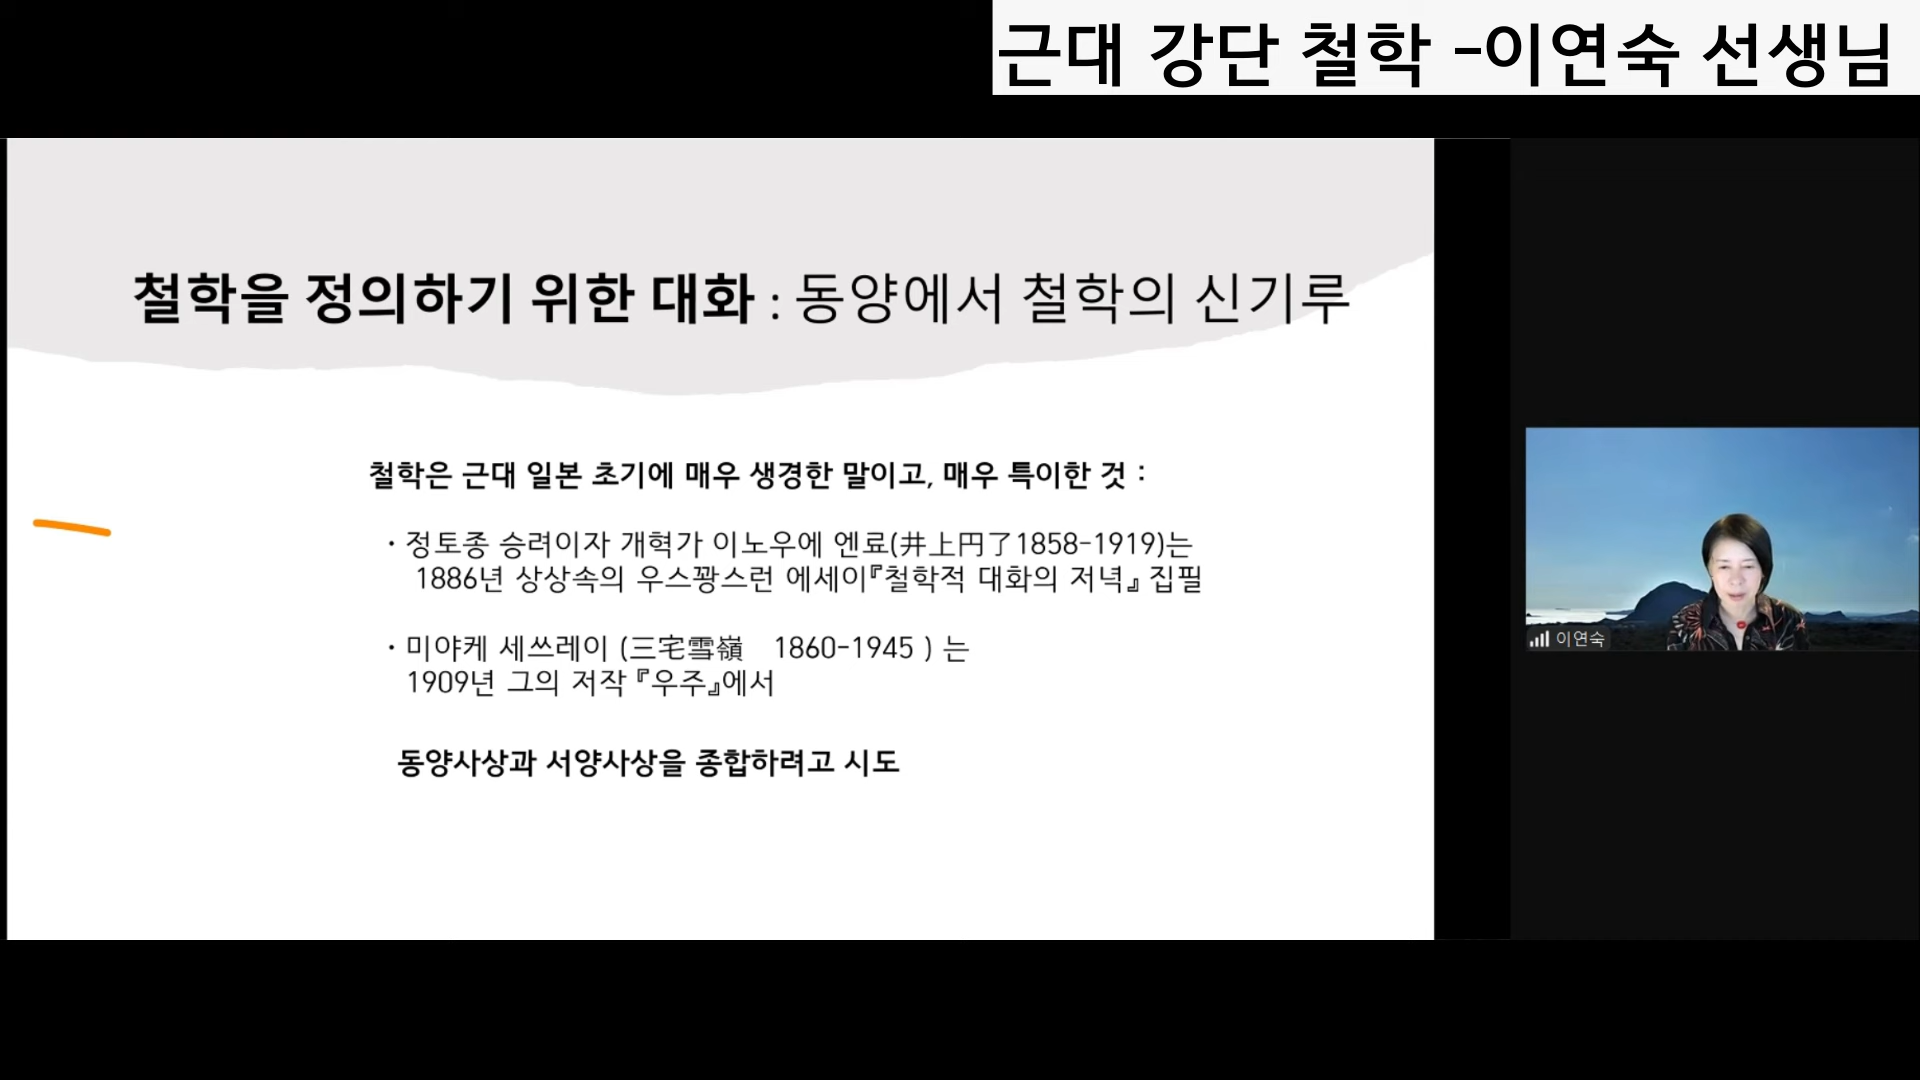 근대 강단 철학 -이연숙 선생님
철학을 정의하기 위한 대화 : 동양에서 철학의 신기루
철학은 근대 일본 초기에 매우 생경한 말이고, 매우 특이한 것 :
· 정토종 승려이자 개혁가 이노우에 엔료(井上円了1858-1919)는
1886년 상상속의 우스꽝스런 에세이『철학적 대화의 저녁』 집필
· 미야케 세쓰레이 (三宅雪嶺 1860-1945 ) 는
1909년 그의 저작 『우주』에서
동양사상과 서양사상을 종합하려고 시도
이연숙